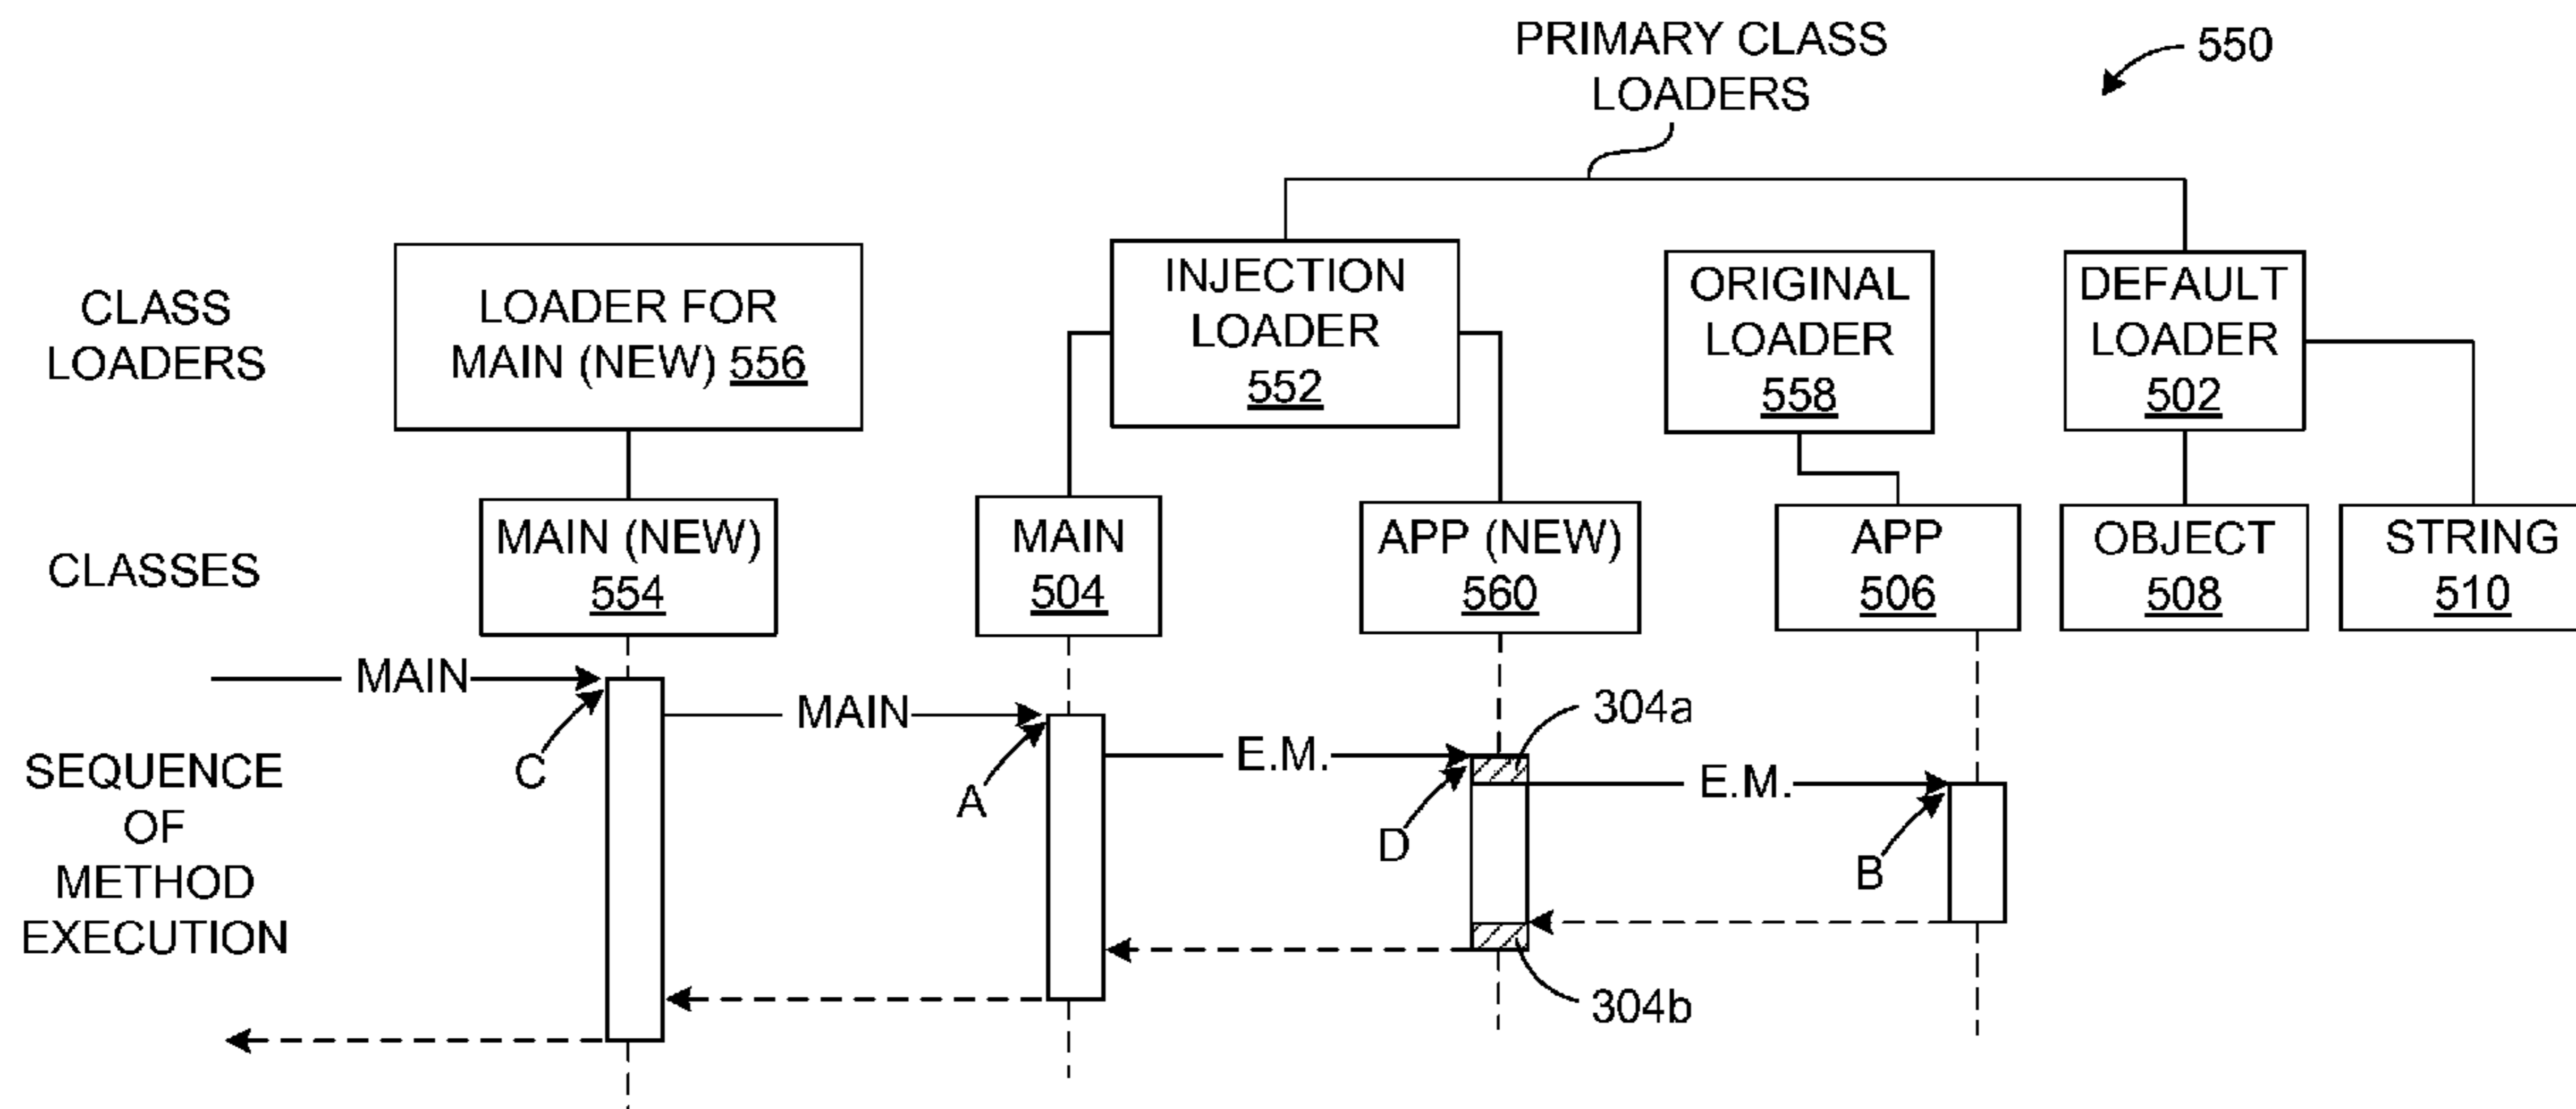 PRIMARY CLASS
LOADERS
550
CLASS
LOADERS
LOADER FOR
MAIN (NEW) 556
INJECTION
LOADER
552
ORIGINAL
LOADER
558
DEFAULT
LOADER
502
CLASSES
MAIN (NEW)
554
MAIN
504
APP (NEW)
560
APP
506
OBJECT
508
STRING
510
SEQUENCE
OF
METHOD
EXECUTION
MAIN
C
MAIN
A
E.M.
D
304a
304b
E.M.
B